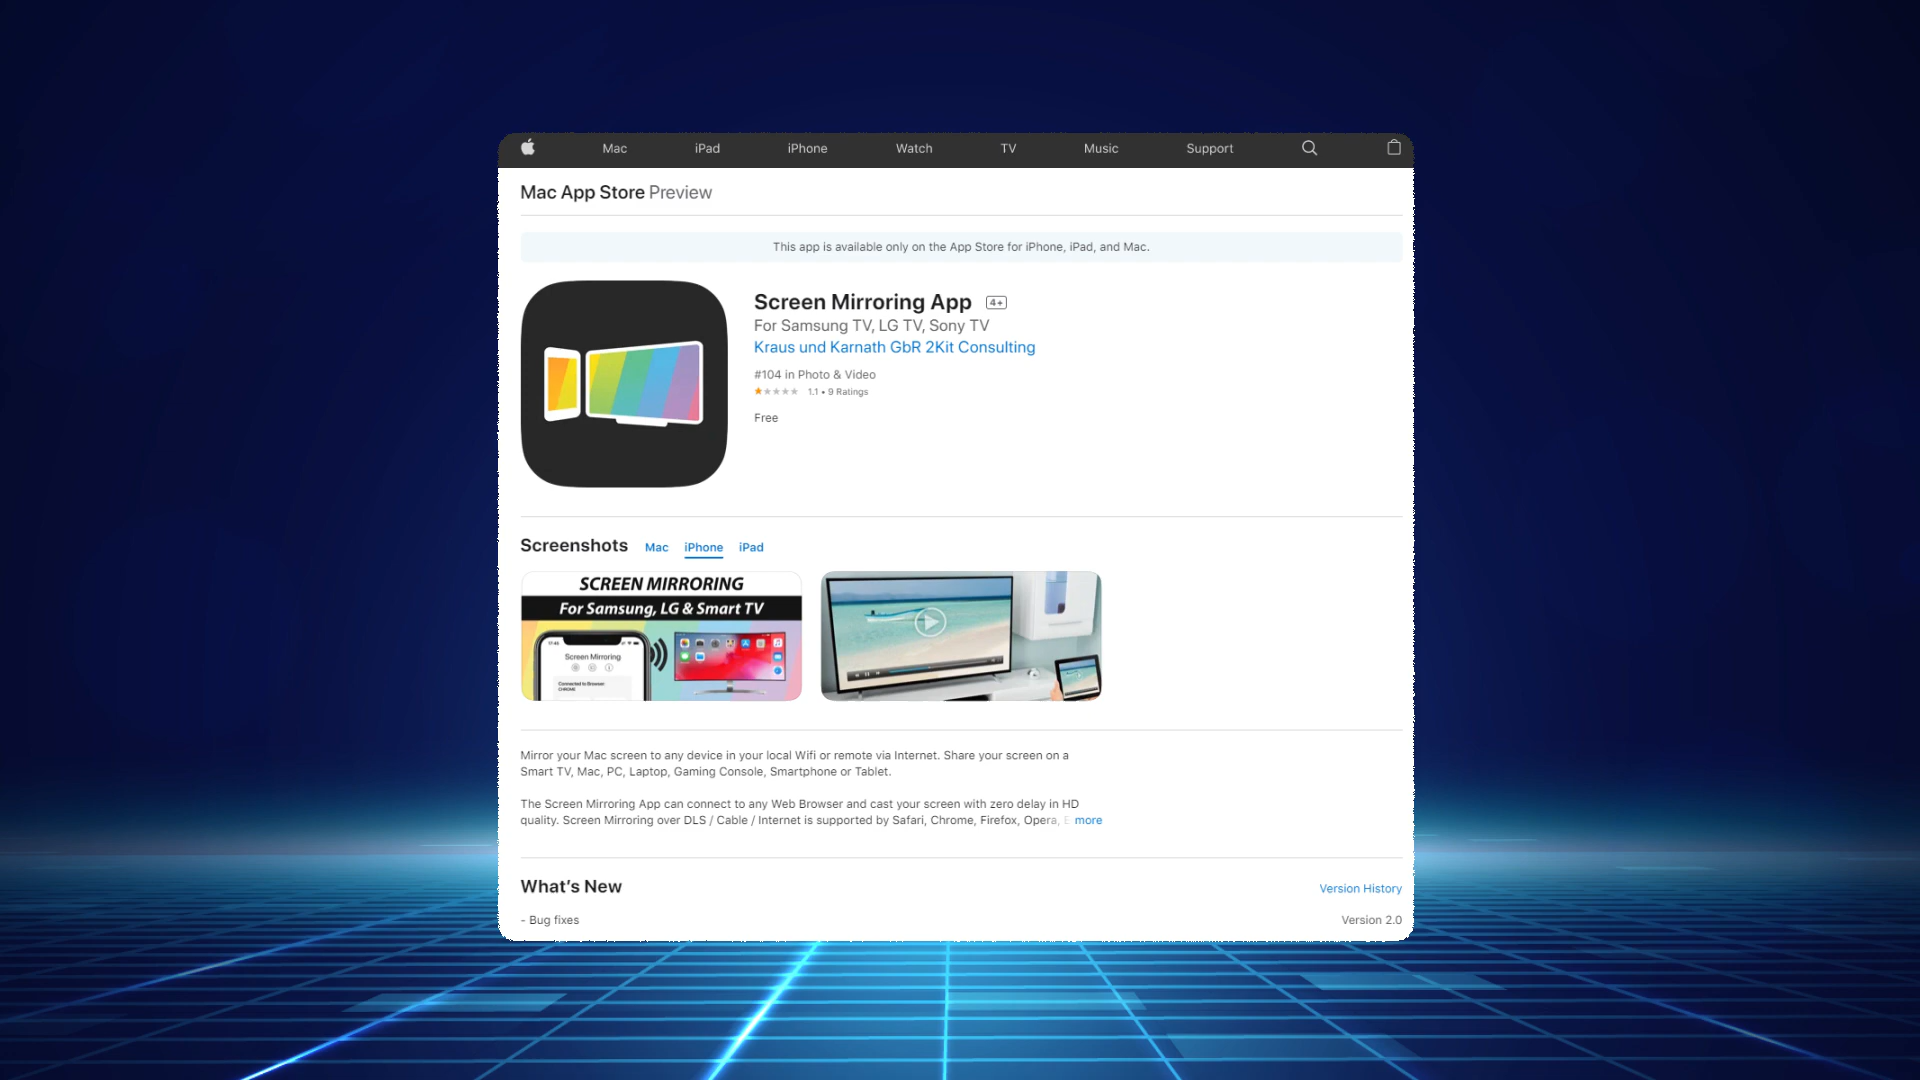 Mac iPad iPhone Watch TV Music Support
Mac App Store Preview
This app is available only on the App Store for iPhone, iPad, and Mac.
Screen Mirroring App 4+
For Samsung TV, LG TV, Sony TV
Kraus und Karnath GbR 2Kit Consulting
#104 in Photo & Video
1.1 • 9 Ratings
Free
Screenshots Mac iPhone iPad
SCREEN MIRRORING
For Samsung, LG & Smart TV
17:45
Screen Mirroring
Connected to Browser:
CHROME
Mirror your Mac screen to any device in your local Wifi or remote via Internet. Share your screen on a
Smart TV, Mac, PC, Laptop, Gaming Console, Smartphone or Tablet.
The Screen Mirroring App can connect to any Web Browser and cast your screen with zero delay in HD
quality. Screen Mirroring over DLS / Cable / Internet is supported by Safari, Chrome, Firefox, Opera, E more
What's New Version History
- Bug fixes Version 2.0